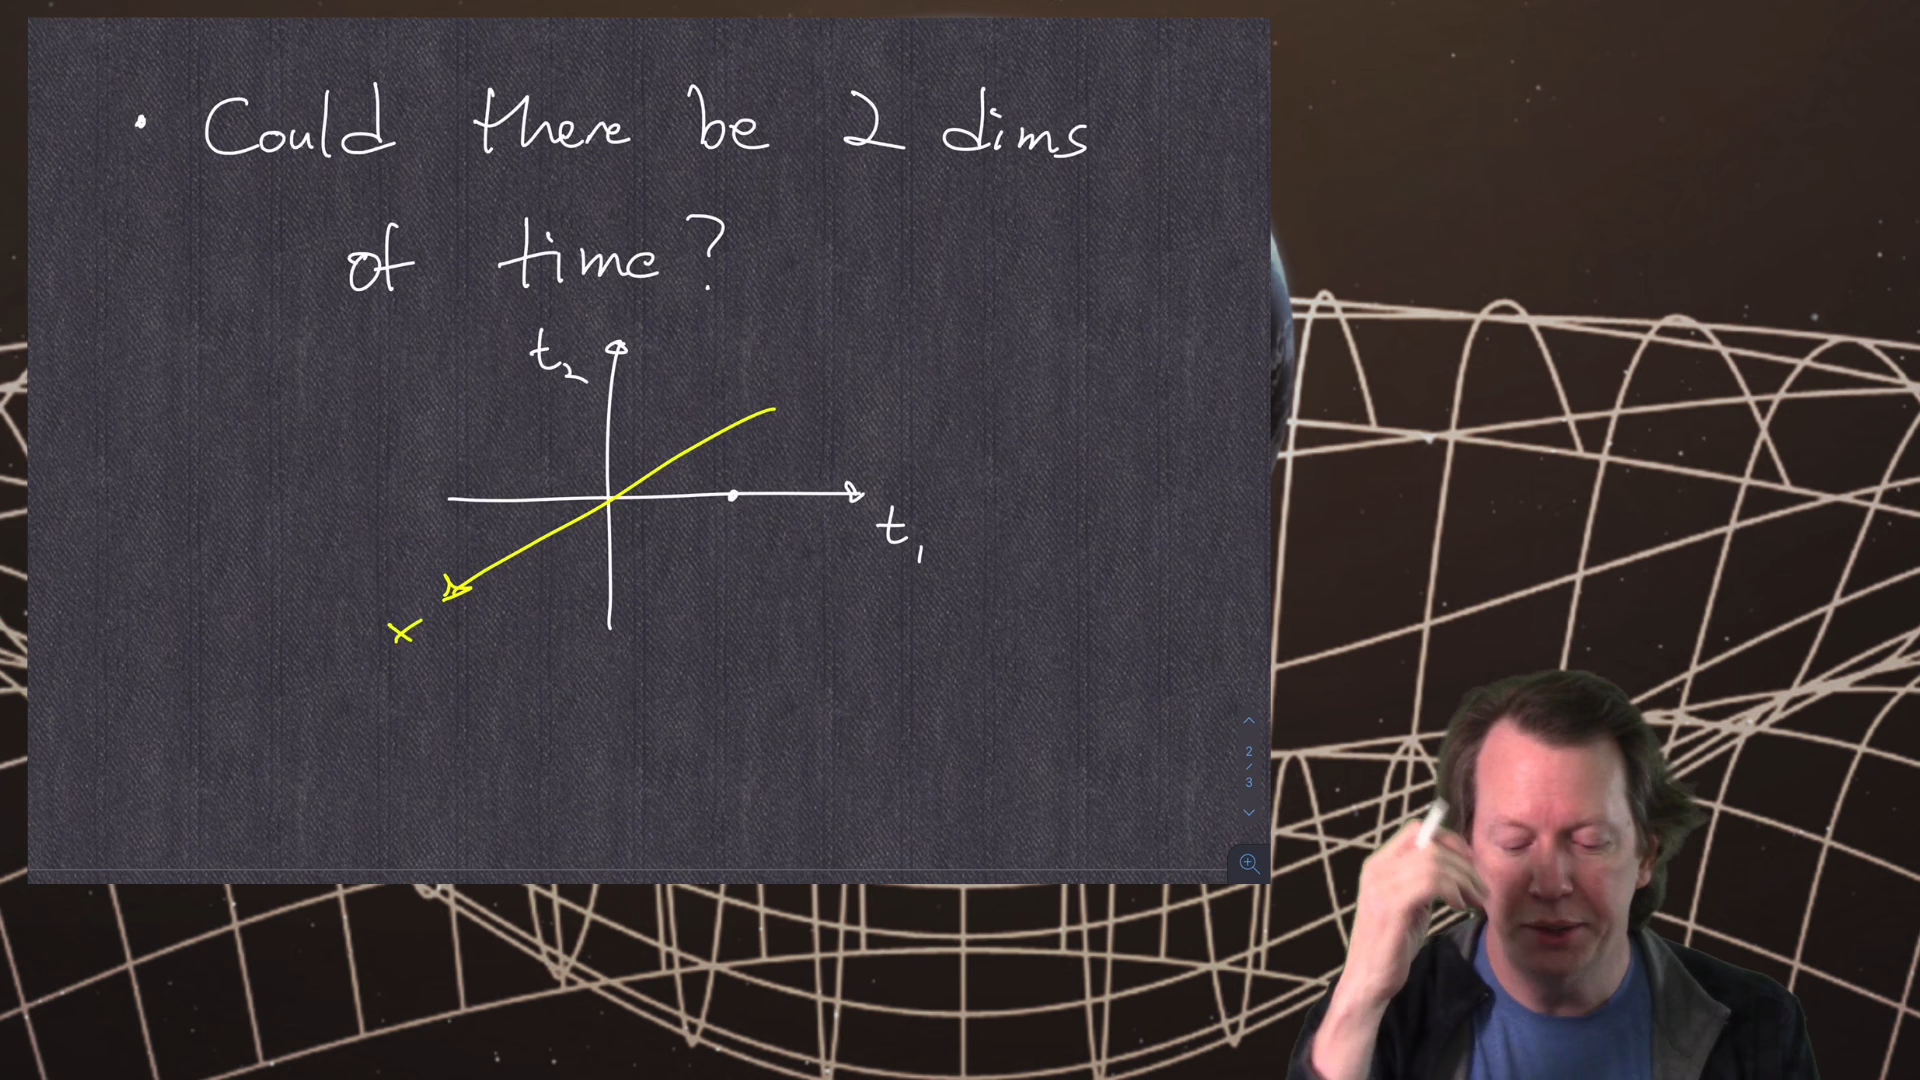 • Could there be 2 dims
of time?
t₂
t₁
x
2
/
3